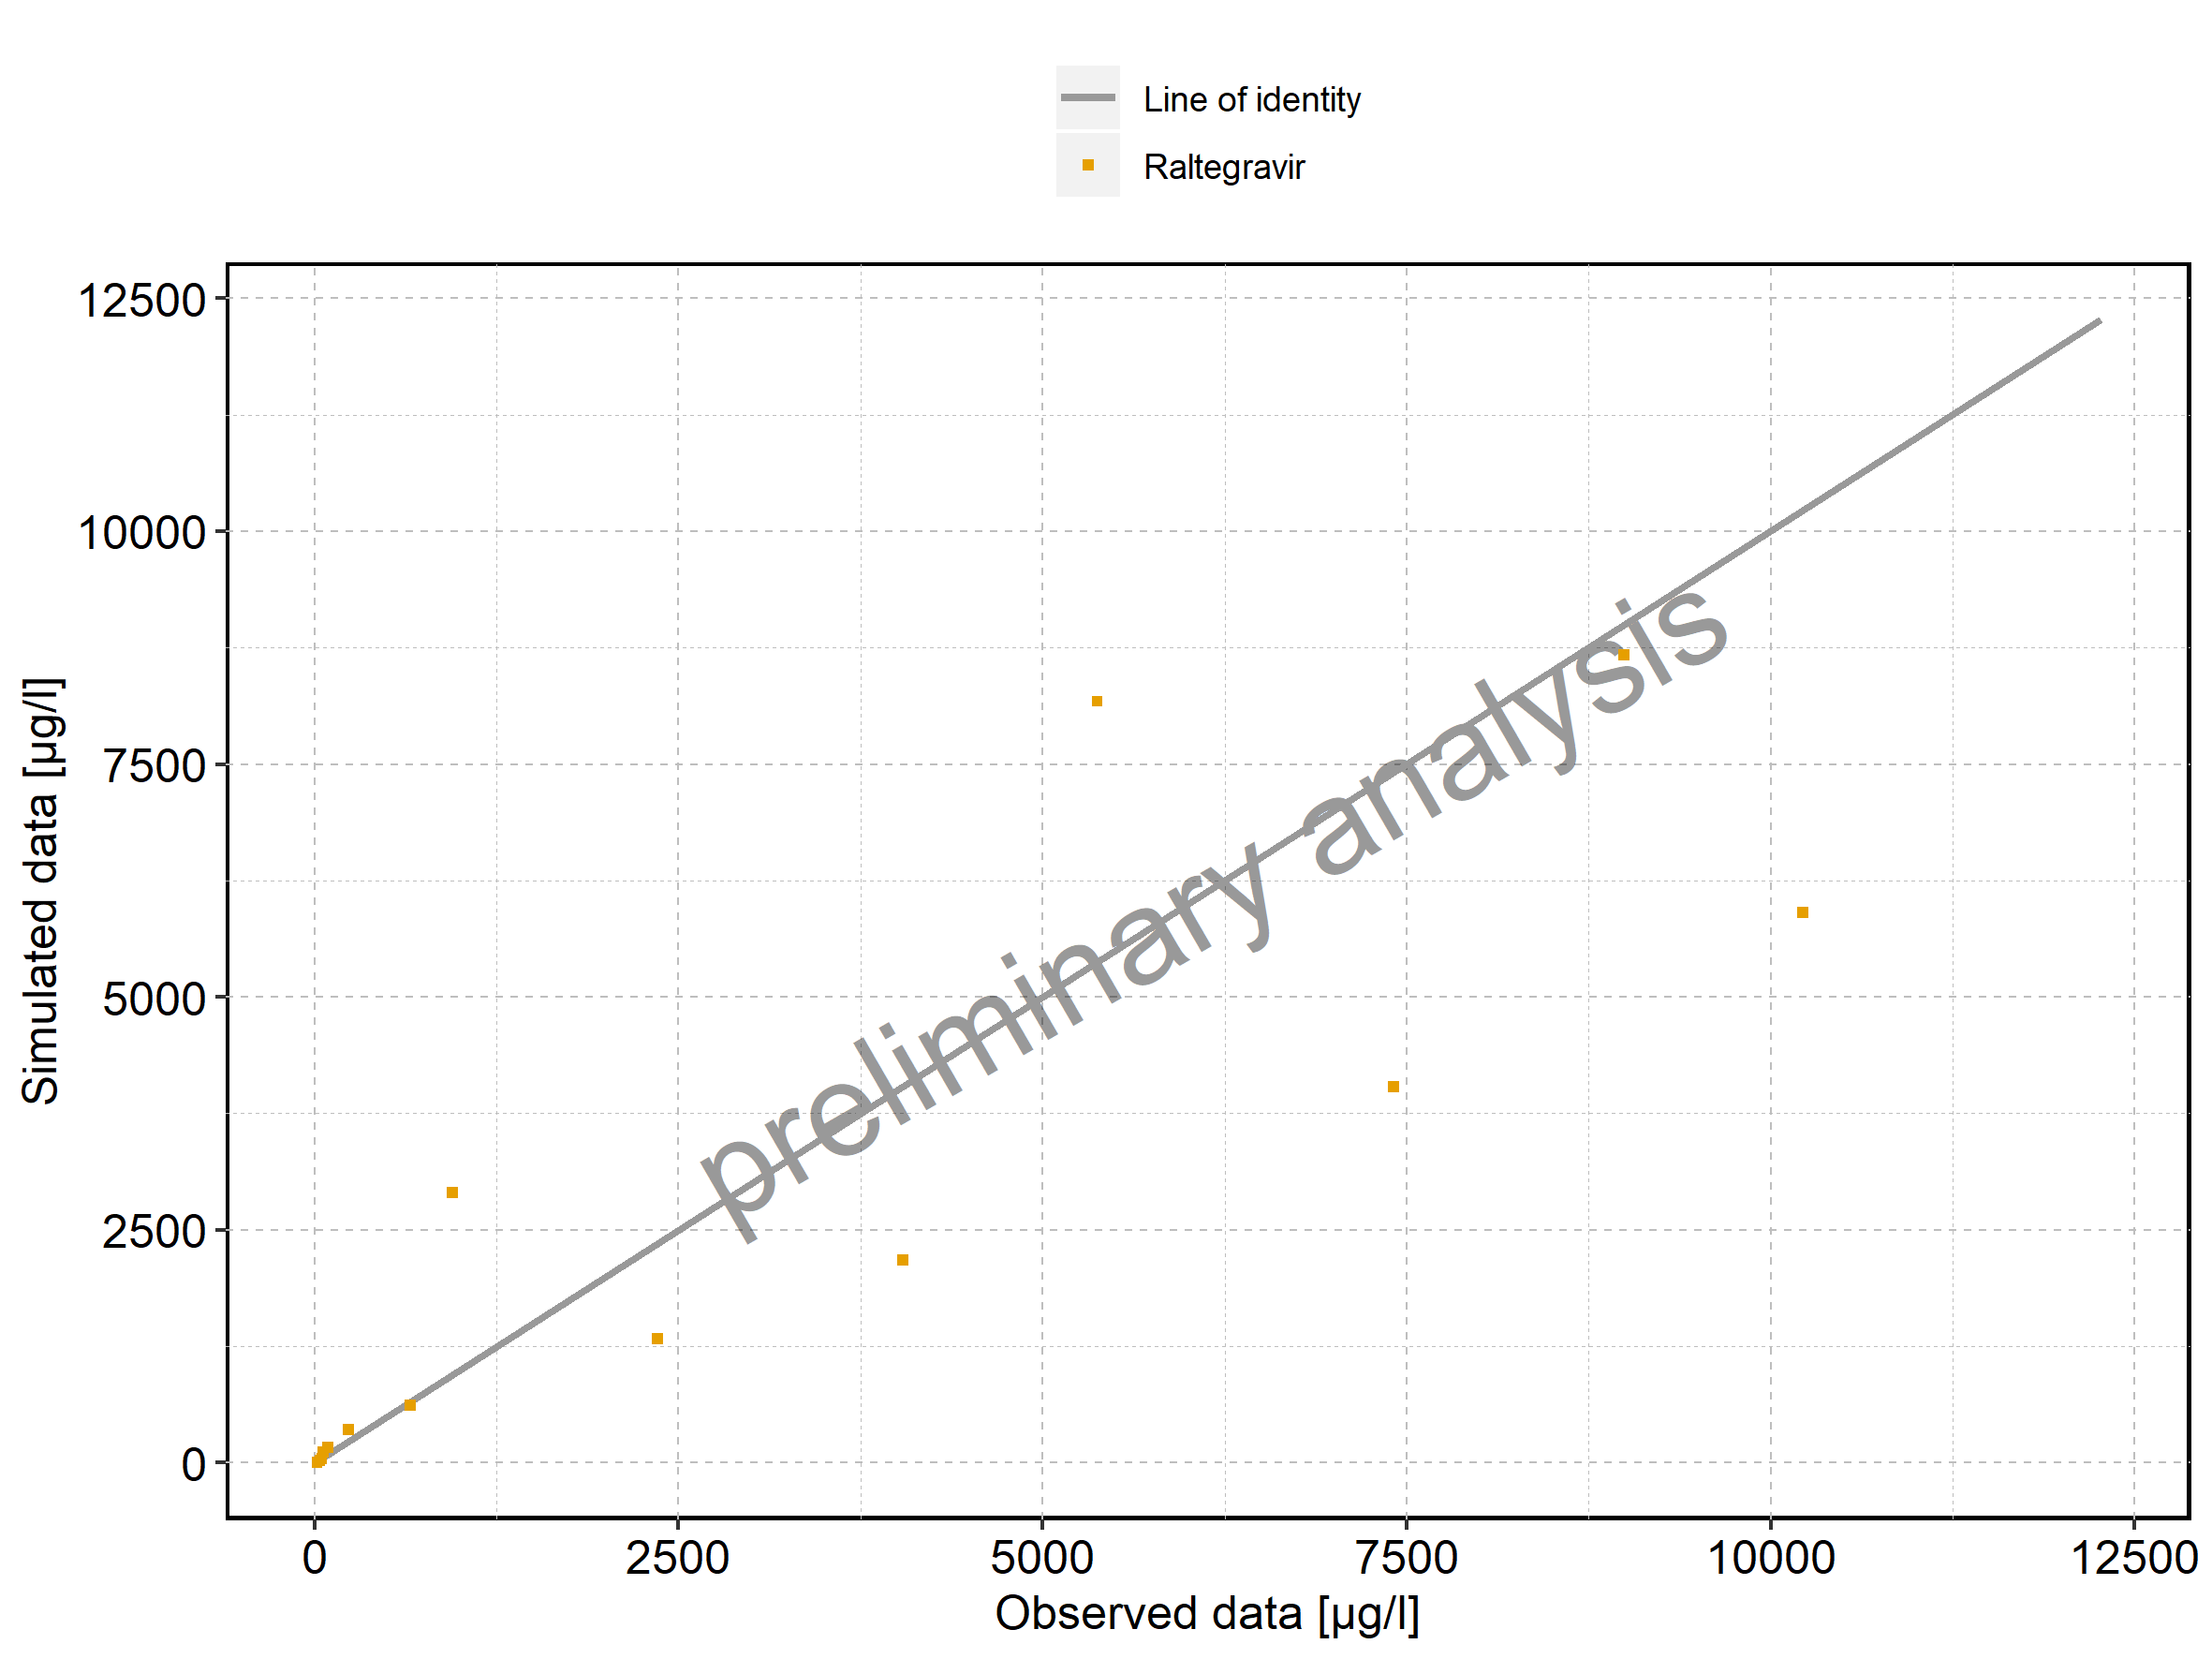 Line of identity
Raltegravir
12500
10000
7500
5000
2500
0
Simulated data [µg/l]
preliminary analysis
0 2500 5000 7500 10000 12500
Observed data [µg/l]